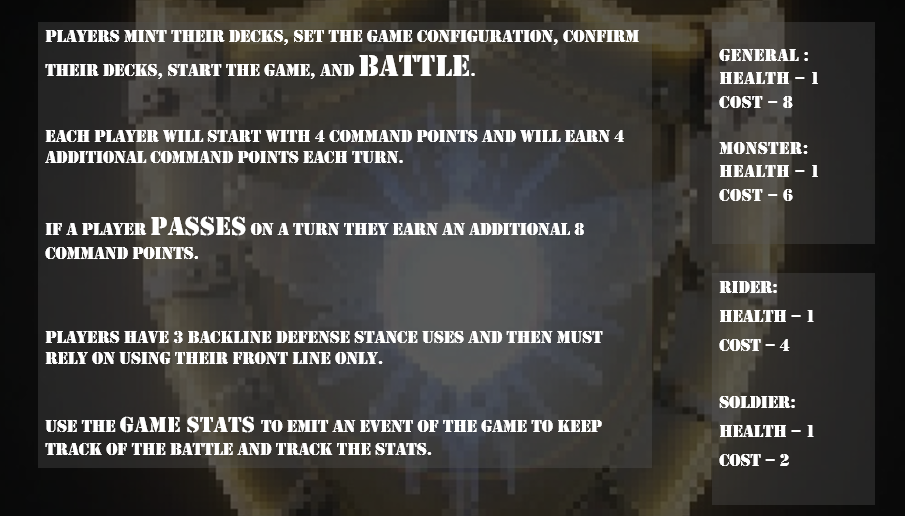 PLAYERS MINT THEIR DECKS, SET THE GAME CONFIGURATION, CONFIRM
THEIR DECKS, START THE GAME, AND BATTLE.
EACH PLAYER WILL START WITH 4 COMMAND POINTS AND WILL EARN 4
ADDITIONAL COMMAND POINTS EACH TURN.
IF A PLAYER PASSES ON A TURN THEY EARN AN ADDITIONAL 8
COMMAND POINTS.
PLAYERS HAVE 3 BACKLINE DEFENSE STANCE USES AND THEN MUST
RELY ON USING THEIR FRONT LINE ONLY.
USE THE GAME STATS TO EMIT AN EVENT OF THE GAME TO KEEP
TRACK OF THE BATTLE AND TRACK THE STATS.
GENERAL :
HEALTH – 1
COST – 8
MONSTER:
HEALTH – 1
COST – 6
RIDER:
HEALTH – 1
COST – 4
SOLDIER:
HEALTH – 1
COST – 2